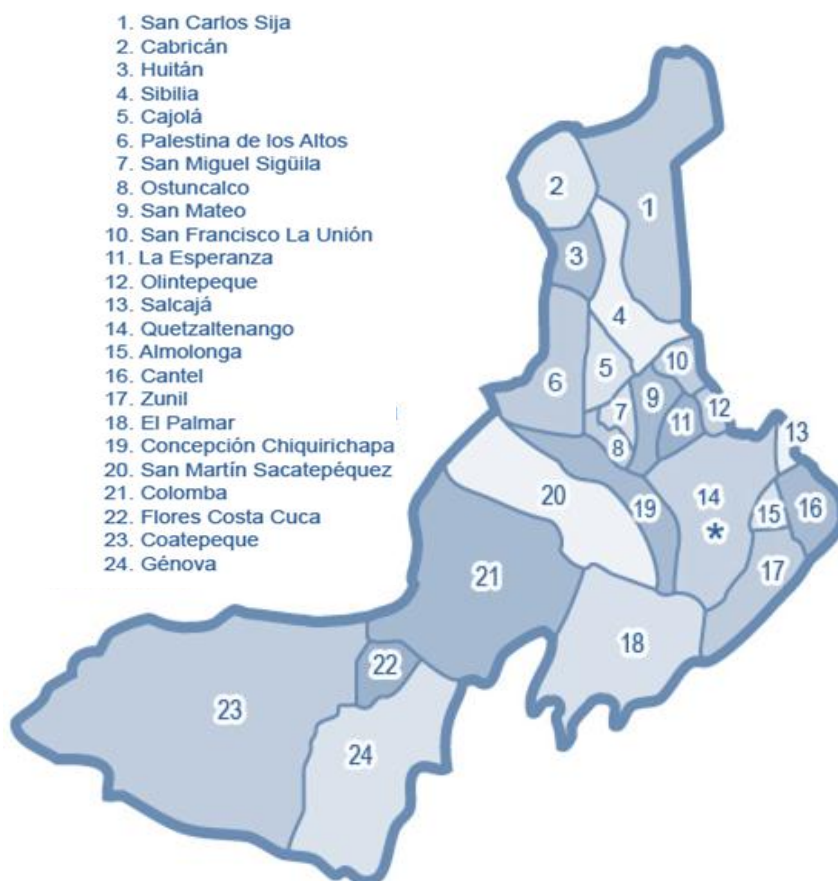 1. San Carlos Sija
2. Cabricán
3. Huitán
4. Sibilia
5. Cajolá
6. Palestina de los Altos
7. San Miguel Sigüila
8. Ostuncalco
9. San Mateo
10. San Francisco La Unión
11. La Esperanza
12. Olintepeque
13. Salcajá
14. Quetzaltenango
15. Almolonga
16. Cantel
17. Zunil
18. El Palmar
19. Concepción Chiquirichapa
20. San Martín Sacatepéquez
21. Colomba
22. Flores Costa Cuca
23. Coatepeque
24. Génova
2
1
3
4
5
6
10
7
9
12
11
8
13
20
19
14
*
15
16
17
21
18
22
23
24